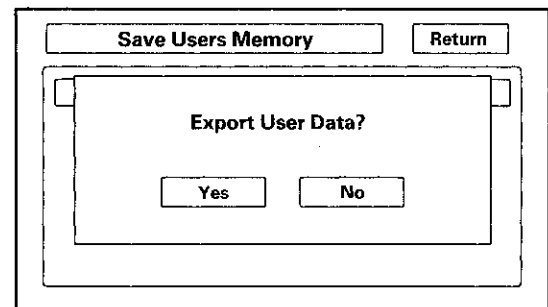 Save Users Memory Return
Export User Data?
Yes No